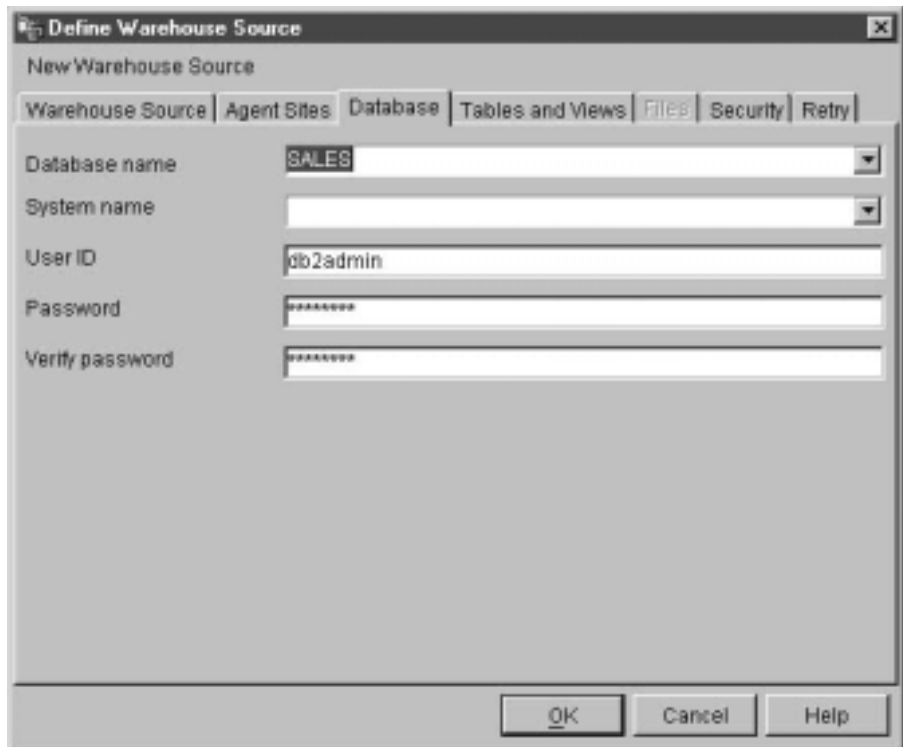 Define Warehouse Source
New Warehouse Source
Warehouse Source Agent Sites Database Tables and Views Files Security Retry
Database name SALES
System name
User ID db2admin
Password ********
Verify password ********
OK Cancel Help